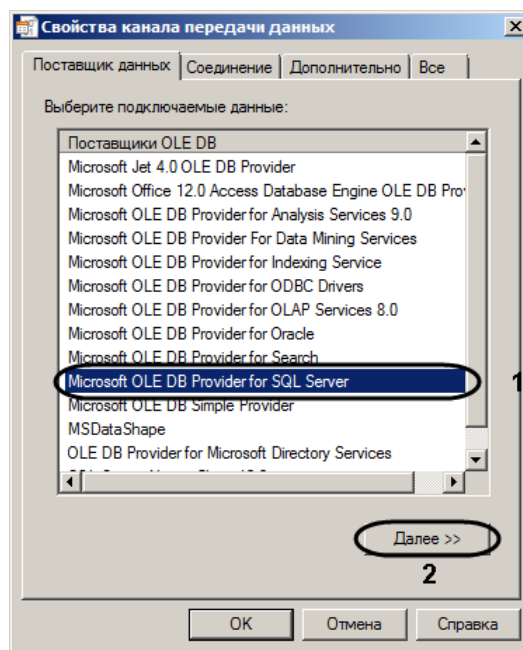 Свойства канала передачи данных
Поставщик данных Соединение Дополнительно Все
Выберите подключаемые данные:
Поставщики OLE DB
Microsoft Jet 4.0 OLE DB Provider
Microsoft Office 12.0 Access Database Engine OLE DB Pro
Microsoft OLE DB Provider for Analysis Services 9.0
Microsoft OLE DB Provider For Data Mining Services
Microsoft OLE DB Provider for Indexing Service
Microsoft OLE DB Provider for ODBC Drivers
Microsoft OLE DB Provider for OLAP Services 8.0
Microsoft OLE DB Provider for Oracle
Microsoft OLE DB Provider for Search
Microsoft OLE DB Provider for SQL Server 1
Microsoft OLE DB Simple Provider
MSDataShape
OLE DB Provider for Microsoft Directory Services
Далее >>
2
OK Отмена Справка